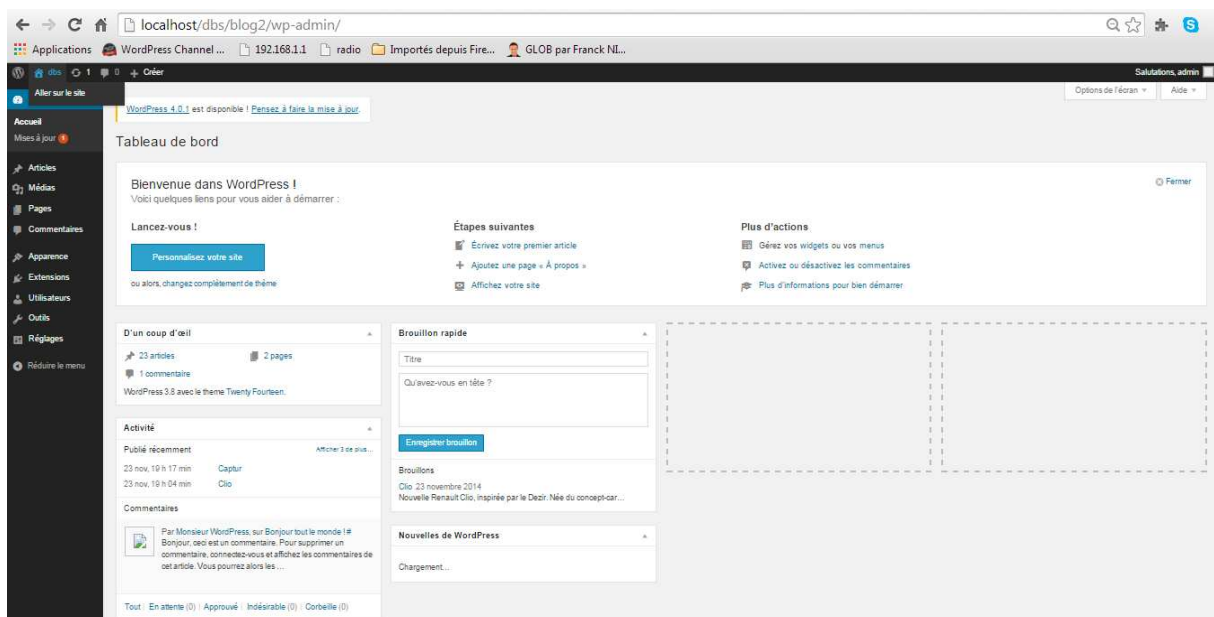 localhost/dbs/blog2/wp-admin/
Applications WordPress Channel ... 192.168.1.1 radio Importés depuis Fire... GLOB par Franck NI...
dbs 1 0 + Créer Salutations, admin
Aller sur le site
Options de l'écran Aide
WordPress 4.0.1 est disponible ! Pensez à faire la mise à jour.
Accueil
Mises à jour 1
Tableau de bord
Articles
Médias
Pages
Commentaires
Apparence
Extensions
Utilisateurs
Outils
Réglages
Réduire le menu
Bienvenue dans WordPress !
Fermer
Voici quelques liens pour vous aider à démarrer :
Lancez-vous !
Personnalisez votre site
ou alors, changez complètement de thème
Étapes suivantes
Écrivez votre premier article
Ajoutez une page « À propos »
Affichez votre site
Plus d'actions
Gérez vos widgets ou vos menus
Activez ou désactivez les commentaires
Plus d'informations pour bien démarrer
D'un coup d'œil
23 articles 2 pages
1 commentaire
WordPress 3.8 avec le theme Twenty Fourteen.
Activité
Publié récemment Afficher 3 de plus...
23 nov, 19 h 17 min Captur
23 nov, 19 h 04 min Clio
Commentaires
Par Monsieur WordPress, sur Bonjour tout le monde ! #
Bonjour, ceci est un commentaire. Pour supprimer un
commentaire, connectez-vous et affichez les commentaires de
cet article. Vous pourrez alors les …
Tout | En attente (0) | Approuvé | Indésirable (0) | Corbeille (0)
Brouillon rapide
Titre
Qu'avez-vous en tête ?
Enregistrer brouillon
Brouillons
Clio 23 novembre 2014
Nouvelle Renault Clio, inspirée par le Dezir. Née du concept-car…
Nouvelles de WordPress
Chargement…